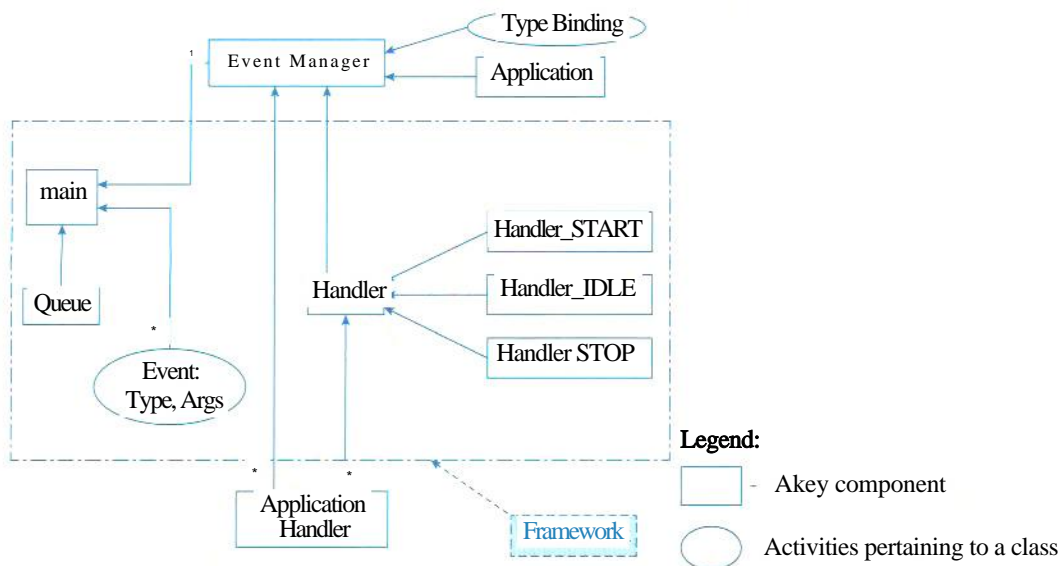 Type Binding
1
Event Manager
Application
main
Handler_START
Handler
Handler_IDLE
Queue
*
Handler STOP
Event:
Type, Args
Legend:
* *
Akey component
Application
Handler
Framework
Activities pertaining to a class